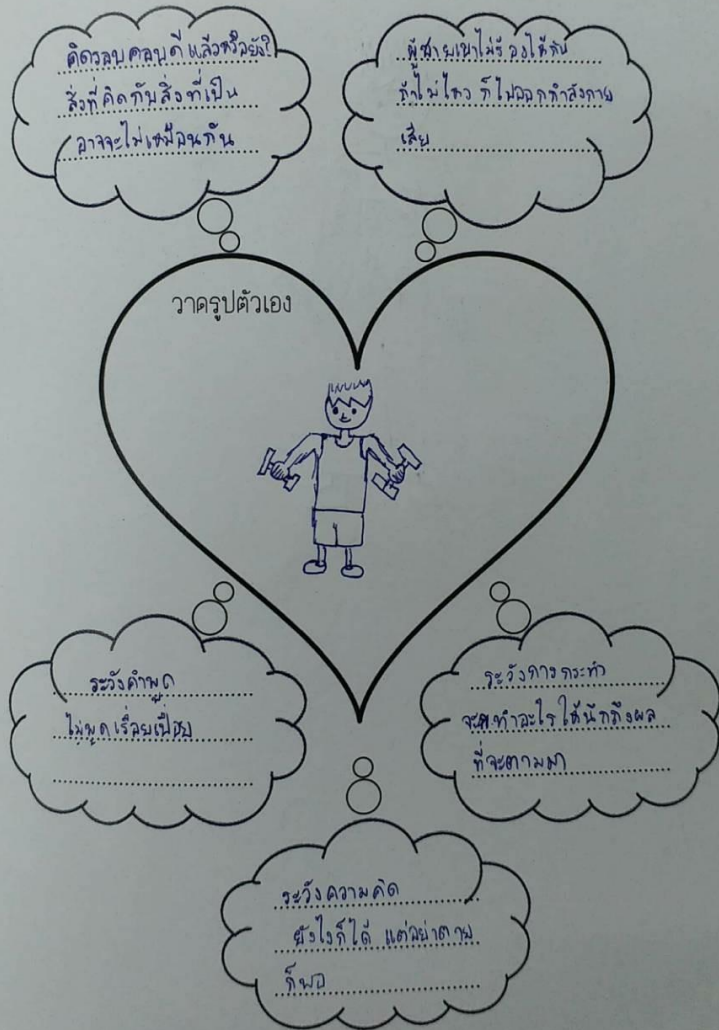 คิดรอบคอบดีแล้วหรือยัง?
สิ่งที่คิดกับสิ่งที่เป็น
อาจจะไม่เหมือนกัน
ผู้ชายเขาไม่ร้องไห้กัน
ถ้าไม่ไหว ก็ไปออกกำลังกาย
เสีย
วาดรูปตัวเอง
ระวังคำพูด
ไม่พูดเรื่อยเปื่อย
ระวังการกระทำ
จะทำอะไรให้นึกถึงผล
ที่จะตามมา
ระวังความคิด
ยังไงก็ได้ แต่อย่าตาย
ก็พอ